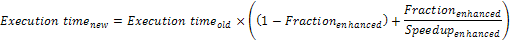 Execution time_new = Execution time_old × ((1 − Fraction_enhanced) + Fraction_enhanced / Speedup_enhanced)